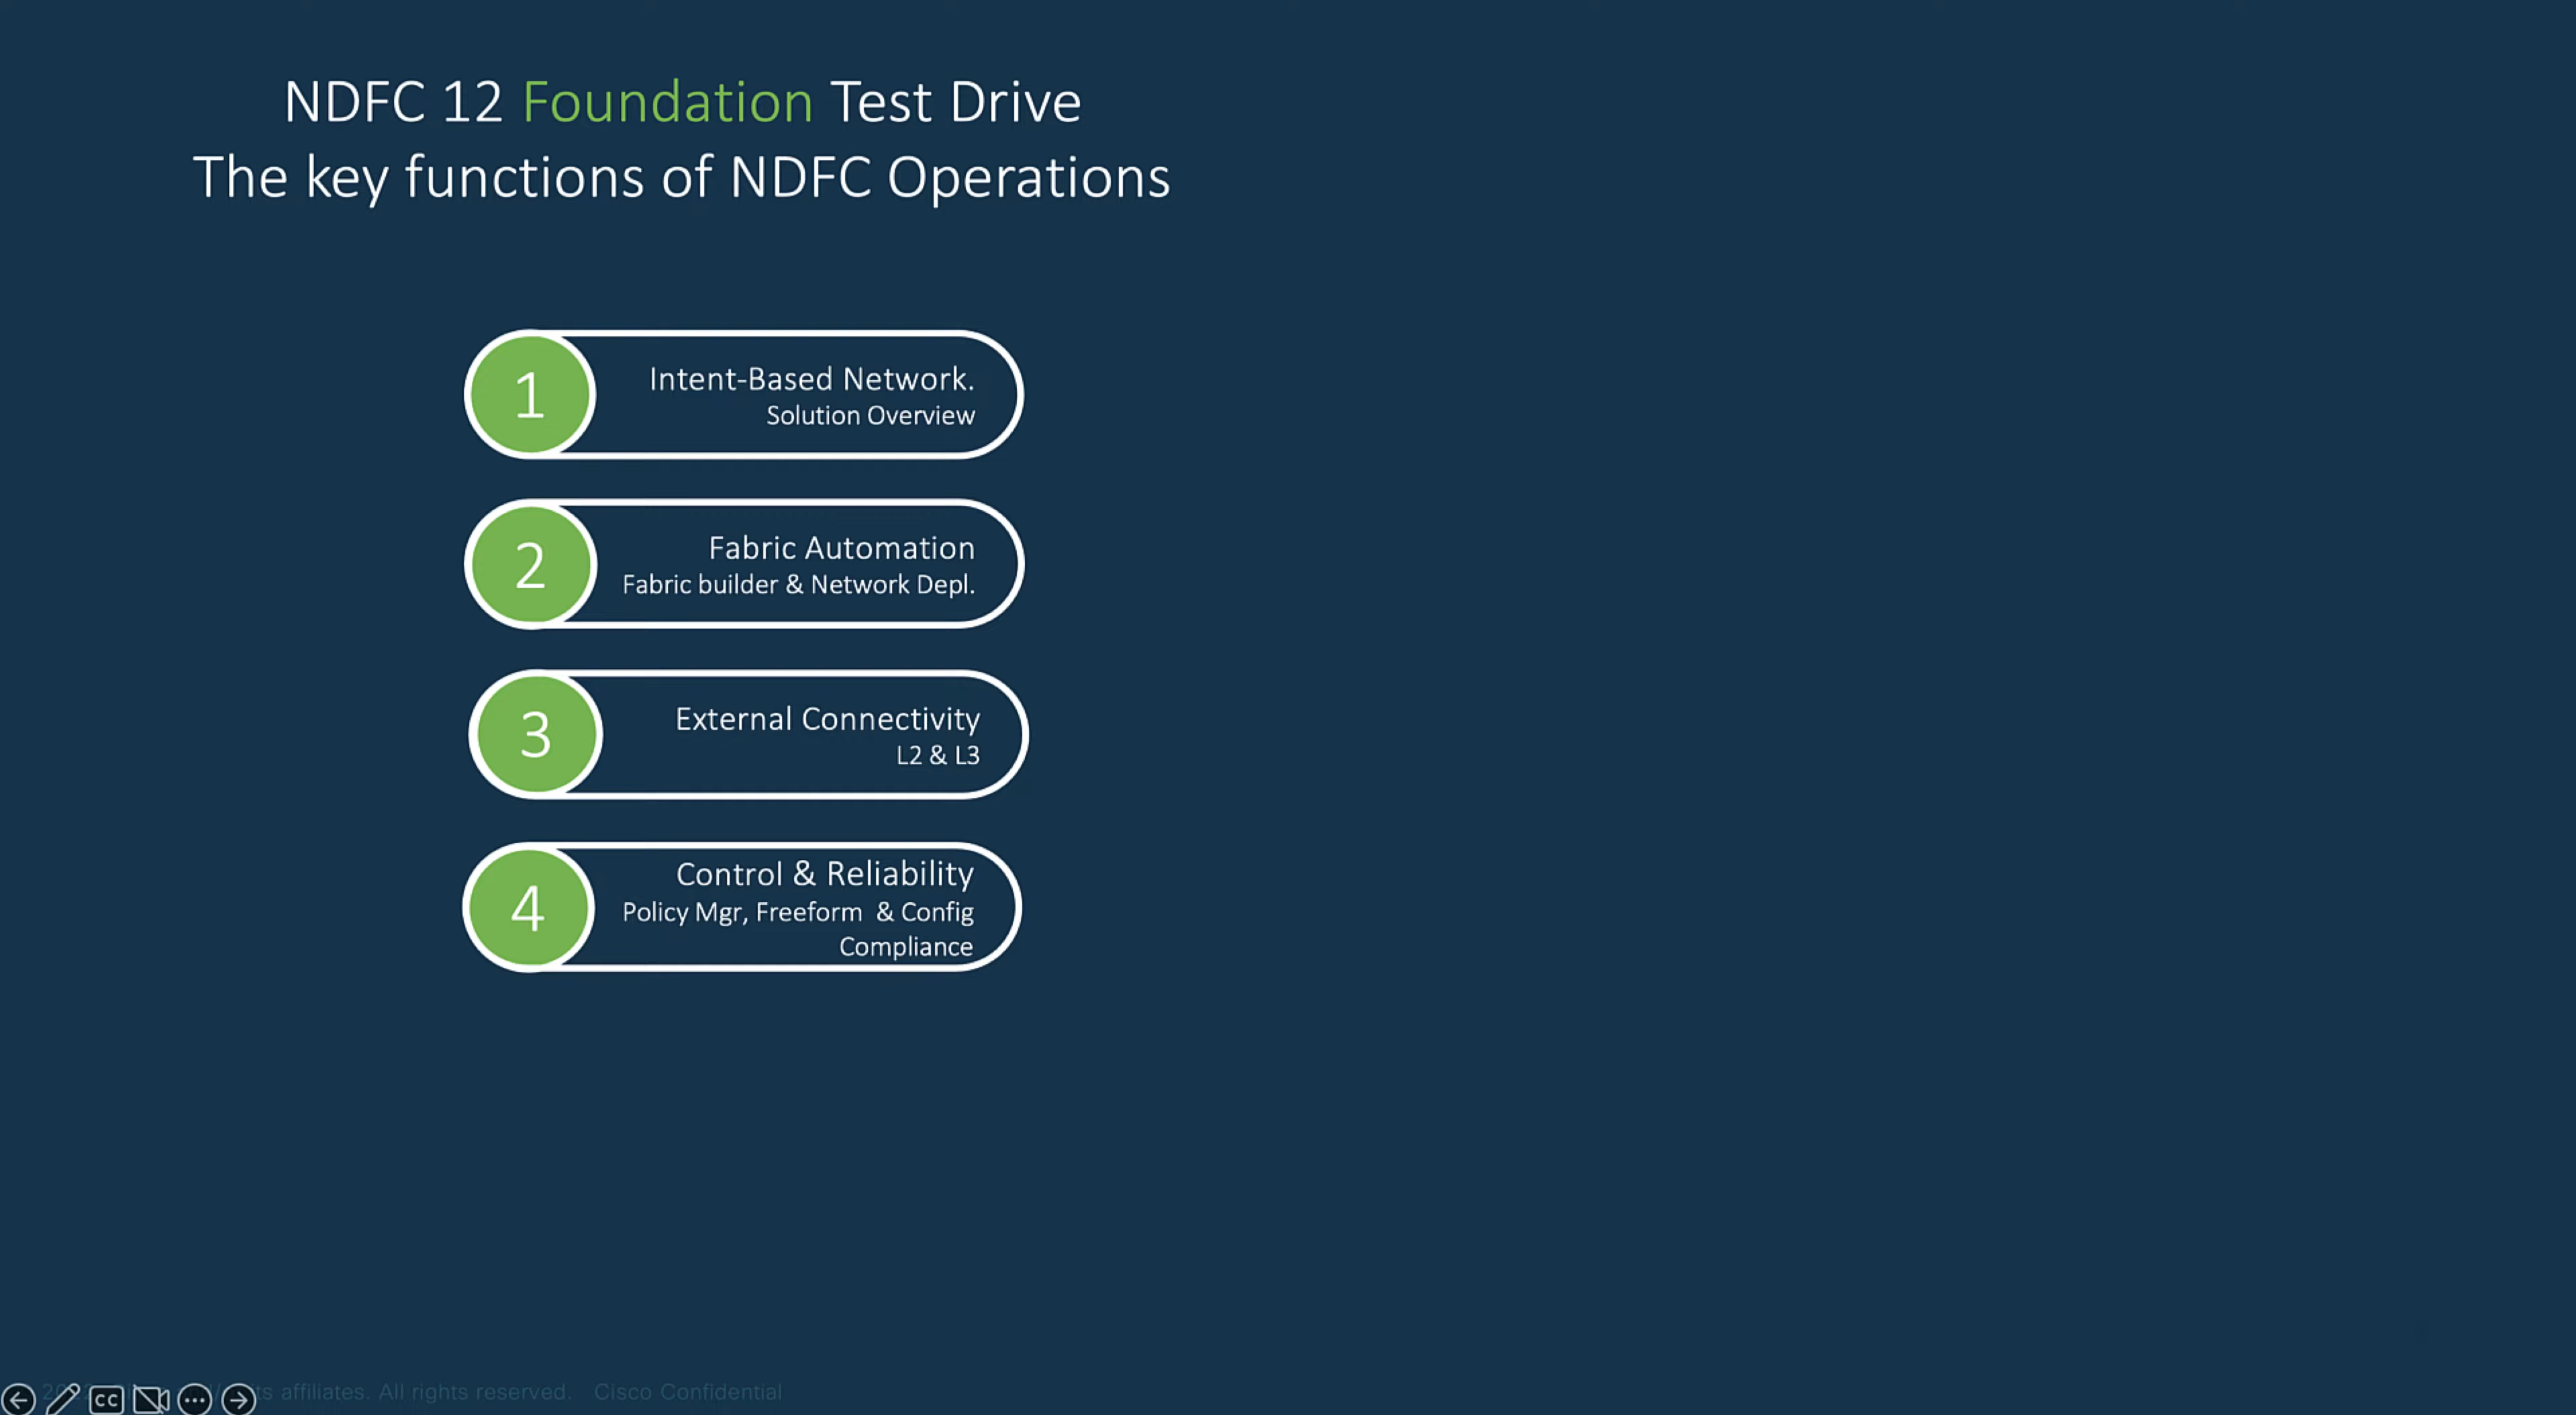 NDFC 12 Foundation Test Drive
The key functions of NDFC Operations
1
Intent-Based Network.
Solution Overview
2
Fabric Automation
Fabric builder & Network Depl.
3
External Connectivity
L2 & L3
4
Control & Reliability
Policy Mgr, Freeform & Config
Compliance
its affiliates. All rights reserved. Cisco Confidential
CC